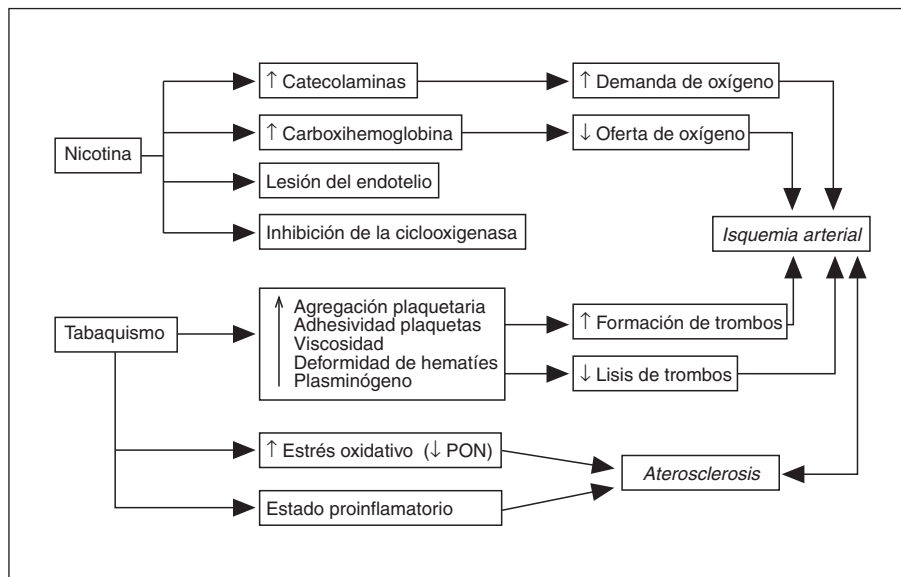 ↑ Catecolaminas
↑ Demanda de oxígeno
↑ Carboxihemoglobina
↓ Oferta de oxígeno
Nicotina
Lesión del endotelio
Inhibición de la ciclooxigenasa
Isquemia arterial
Tabaquismo
↑ Agregación plaquetaria
Adhesividad plaquetas
Viscosidad
Deformidad de hematíes
Plasminógeno
↑ Formación de trombos
↓ Lisis de trombos
↑ Estrés oxidativo (↓ PON)
Estado proinflamatorio
Aterosclerosis